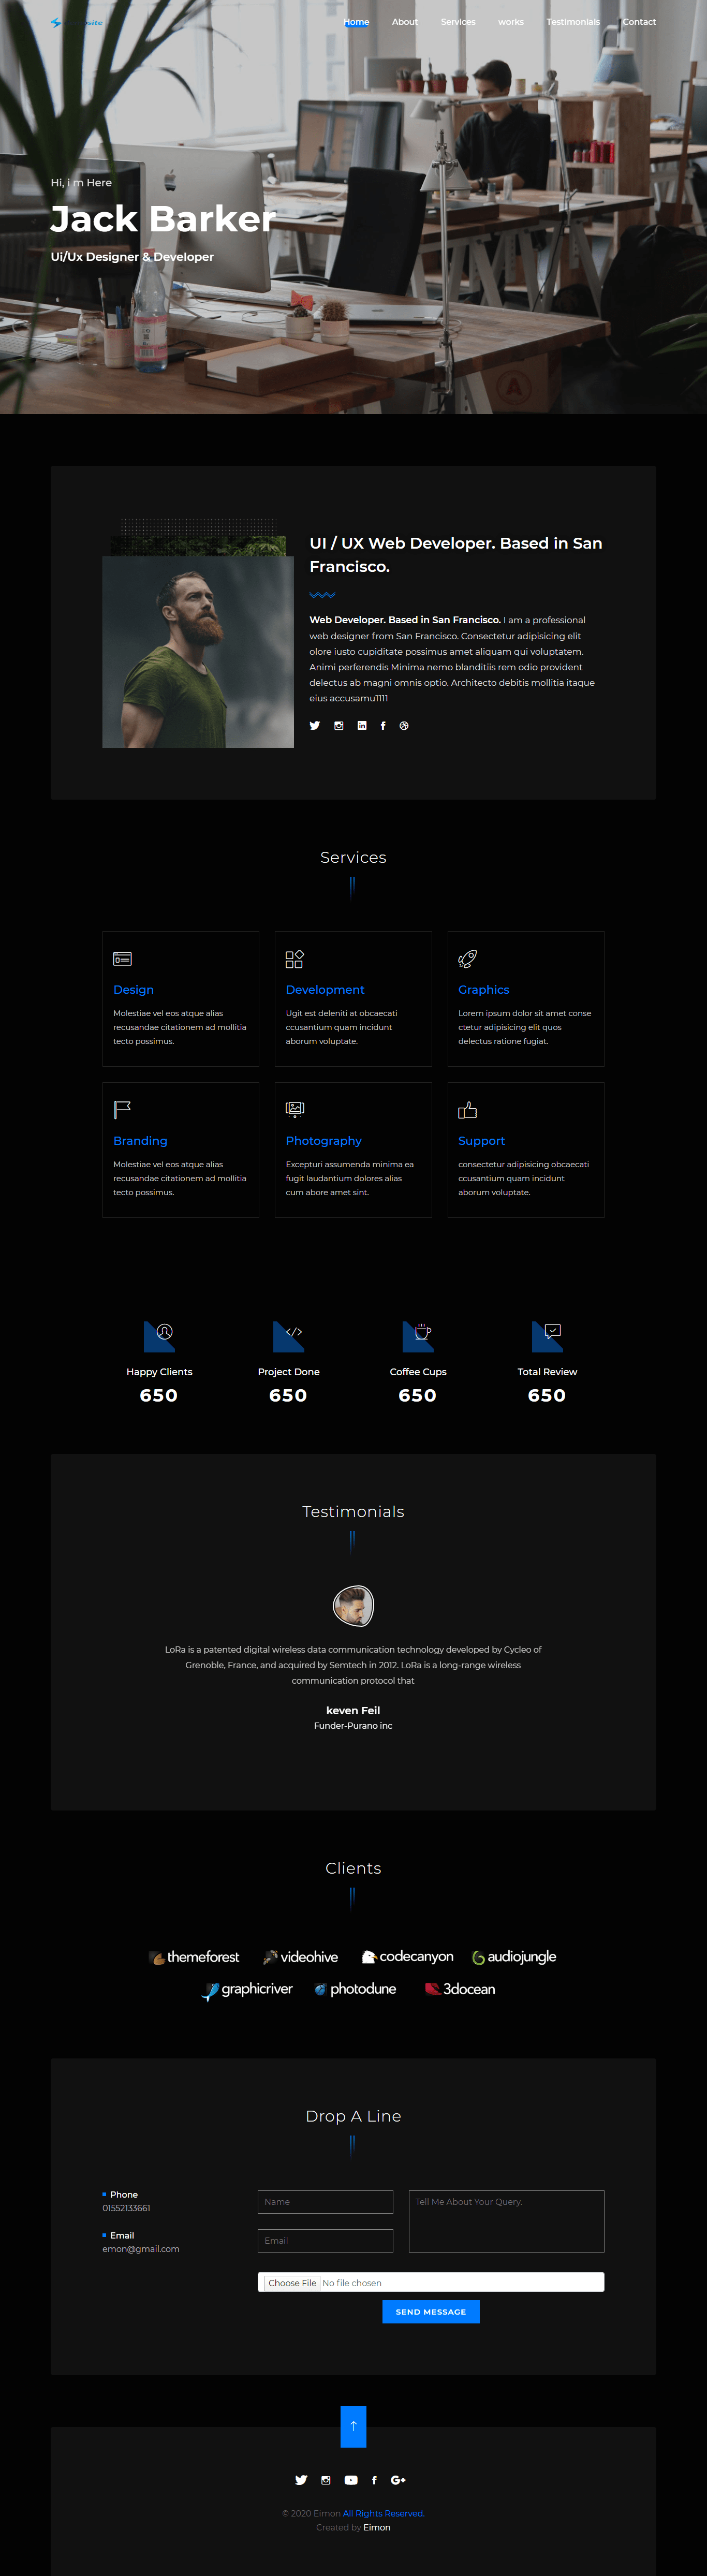 Home About Services works Testimonials Contact
Hi, i m Here
Jack Barker
Ui/Ux Designer & Developer
UI / UX Web Developer. Based in San
Francisco.
Web Developer. Based in San Francisco. I am a professional
web designer from San Francisco. Consectetur adipisicing elit
olore iusto cupiditate possimus amet aliquam qui voluptatem.
Animi perferendis Minima nemo blanditiis rem odio provident
delectus ab magni omnis optio. Architecto debitis mollitia itaque
eius accusamu1111
Services
Design
Molestiae vel eos atque alias
recusandae citationem ad mollitia
tecto possimus.
Development
Ugit est deleniti at obcaecati
ccusantium quam incidunt
aborum voluptate.
Graphics
Lorem ipsum dolor sit amet conse
ctetur adipisicing elit quos
delectus ratione fugiat.
Branding
Molestiae vel eos atque alias
recusandae citationem ad mollitia
tecto possimus.
Photography
Excepturi assumenda minima ea
fugit laudantium dolores alias
cum abore amet sint.
Support
consectetur adipisicing obcaecati
ccusantium quam incidunt
aborum voluptate.
Happy Clients
650
Project Done
650
Coffee Cups
650
Total Review
650
Testimonials
LoRa is a patented digital wireless data communication technology developed by Cycleo of
Grenoble, France, and acquired by Semtech in 2012. LoRa is a long-range wireless
communication protocol that
keven Feil
Funder-Purano inc
Clients
themeforest videohive codecanyon audiojungle
graphicriver photodune 3docean
Drop A Line
Phone
01552133661
Email
emon@gmail.com
Name
Email
Tell Me About Your Query.
Choose File No file chosen
SEND MESSAGE
© 2020 Eimon All Rights Reserved.
Created by Eimon